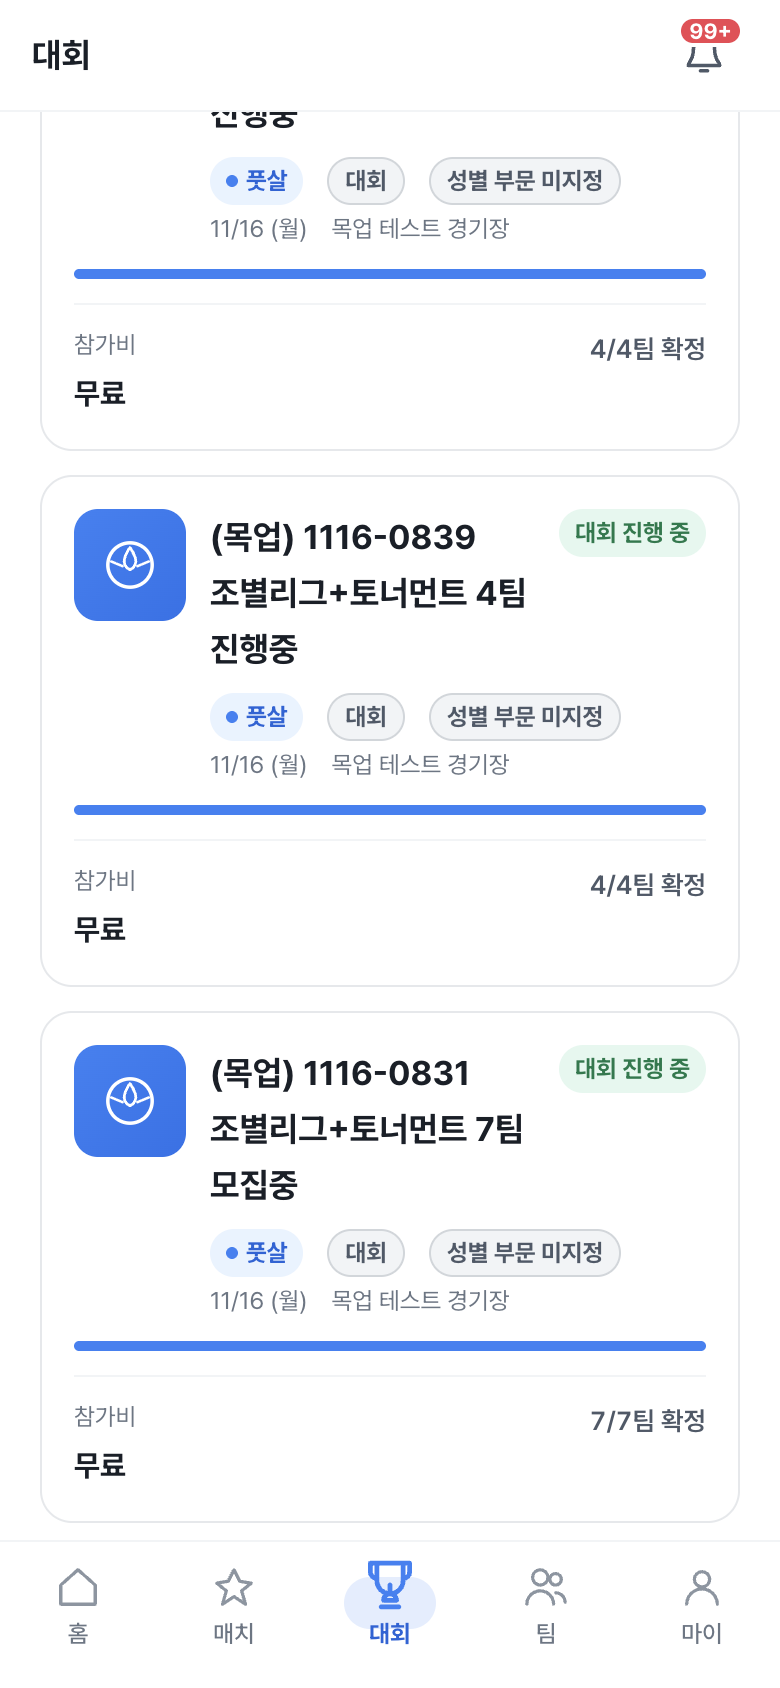 대회
99+
진행중
풋살
대회
성별 부문 미지정
11/16 (월) 목업 테스트 경기장
참가비
4/4팀 확정
무료
(목업) 1116-0839
대회 진행 중
조별리그+토너먼트 4팀
진행중
풋살
대회
성별 부문 미지정
11/16 (월) 목업 테스트 경기장
참가비
4/4팀 확정
무료
(목업) 1116-0831
대회 진행 중
조별리그+토너먼트 7팀
모집중
풋살
대회
성별 부문 미지정
11/16 (월) 목업 테스트 경기장
참가비
7/7팀 확정
무료
홈
매치
대회
팀
마이